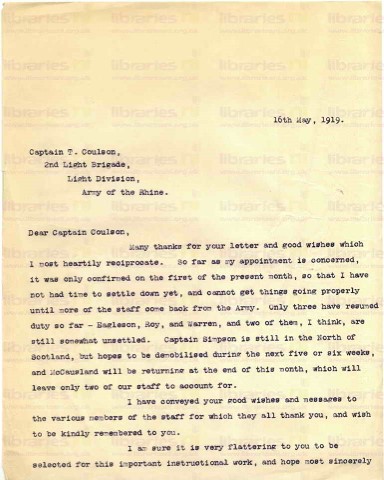 16th May, 1919.
Captain T. Coulson,
2nd Light Brigade,
Light Division,
Army of the Rhine.
Dear Captain Coulson,
Many thanks for your letter and good wishes which
I most heartily reciprocate. So far as my appointment is concerned,
it was only confirmed on the first of the present month, so that I have
not had time to settle down yet, and cannot get things going properly
until more of the staff come back from the Army. Only three have resumed
duty so far - Eagleson, Roy, and Warren, and two of them, I think, are
still somewhat unsettled. Captain Simpson is still in the North of
Scotland, but hopes to be demobilised during the next five or six weeks,
and McCausland will be returning at the end of this month, which will
leave only two of our staff to account for.
I have conveyed your good wishes and messages to
the various members of the staff for which they all thank you, and wish
to be kindly remembered to you.
I am sure it is very flattering to you to be
selected for this important instructional work, and hope most sincerely